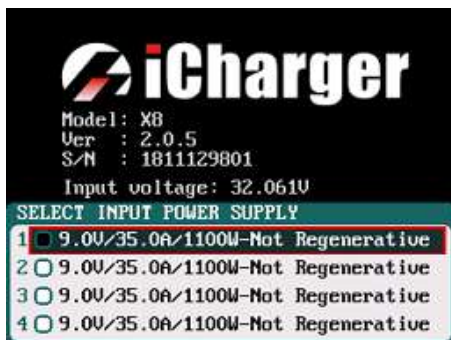 iCharger
Model: X8
Ver : 2.0.5
S/N : 1811129801
Input voltage: 32.061V
SELECT INPUT POWER SUPPLY
1 9.0V/35.0A/1100W-Not Regenerative
2 9.0V/35.0A/1100W-Not Regenerative
3 9.0V/35.0A/1100W-Not Regenerative
4 9.0V/35.0A/1100W-Not Regenerative